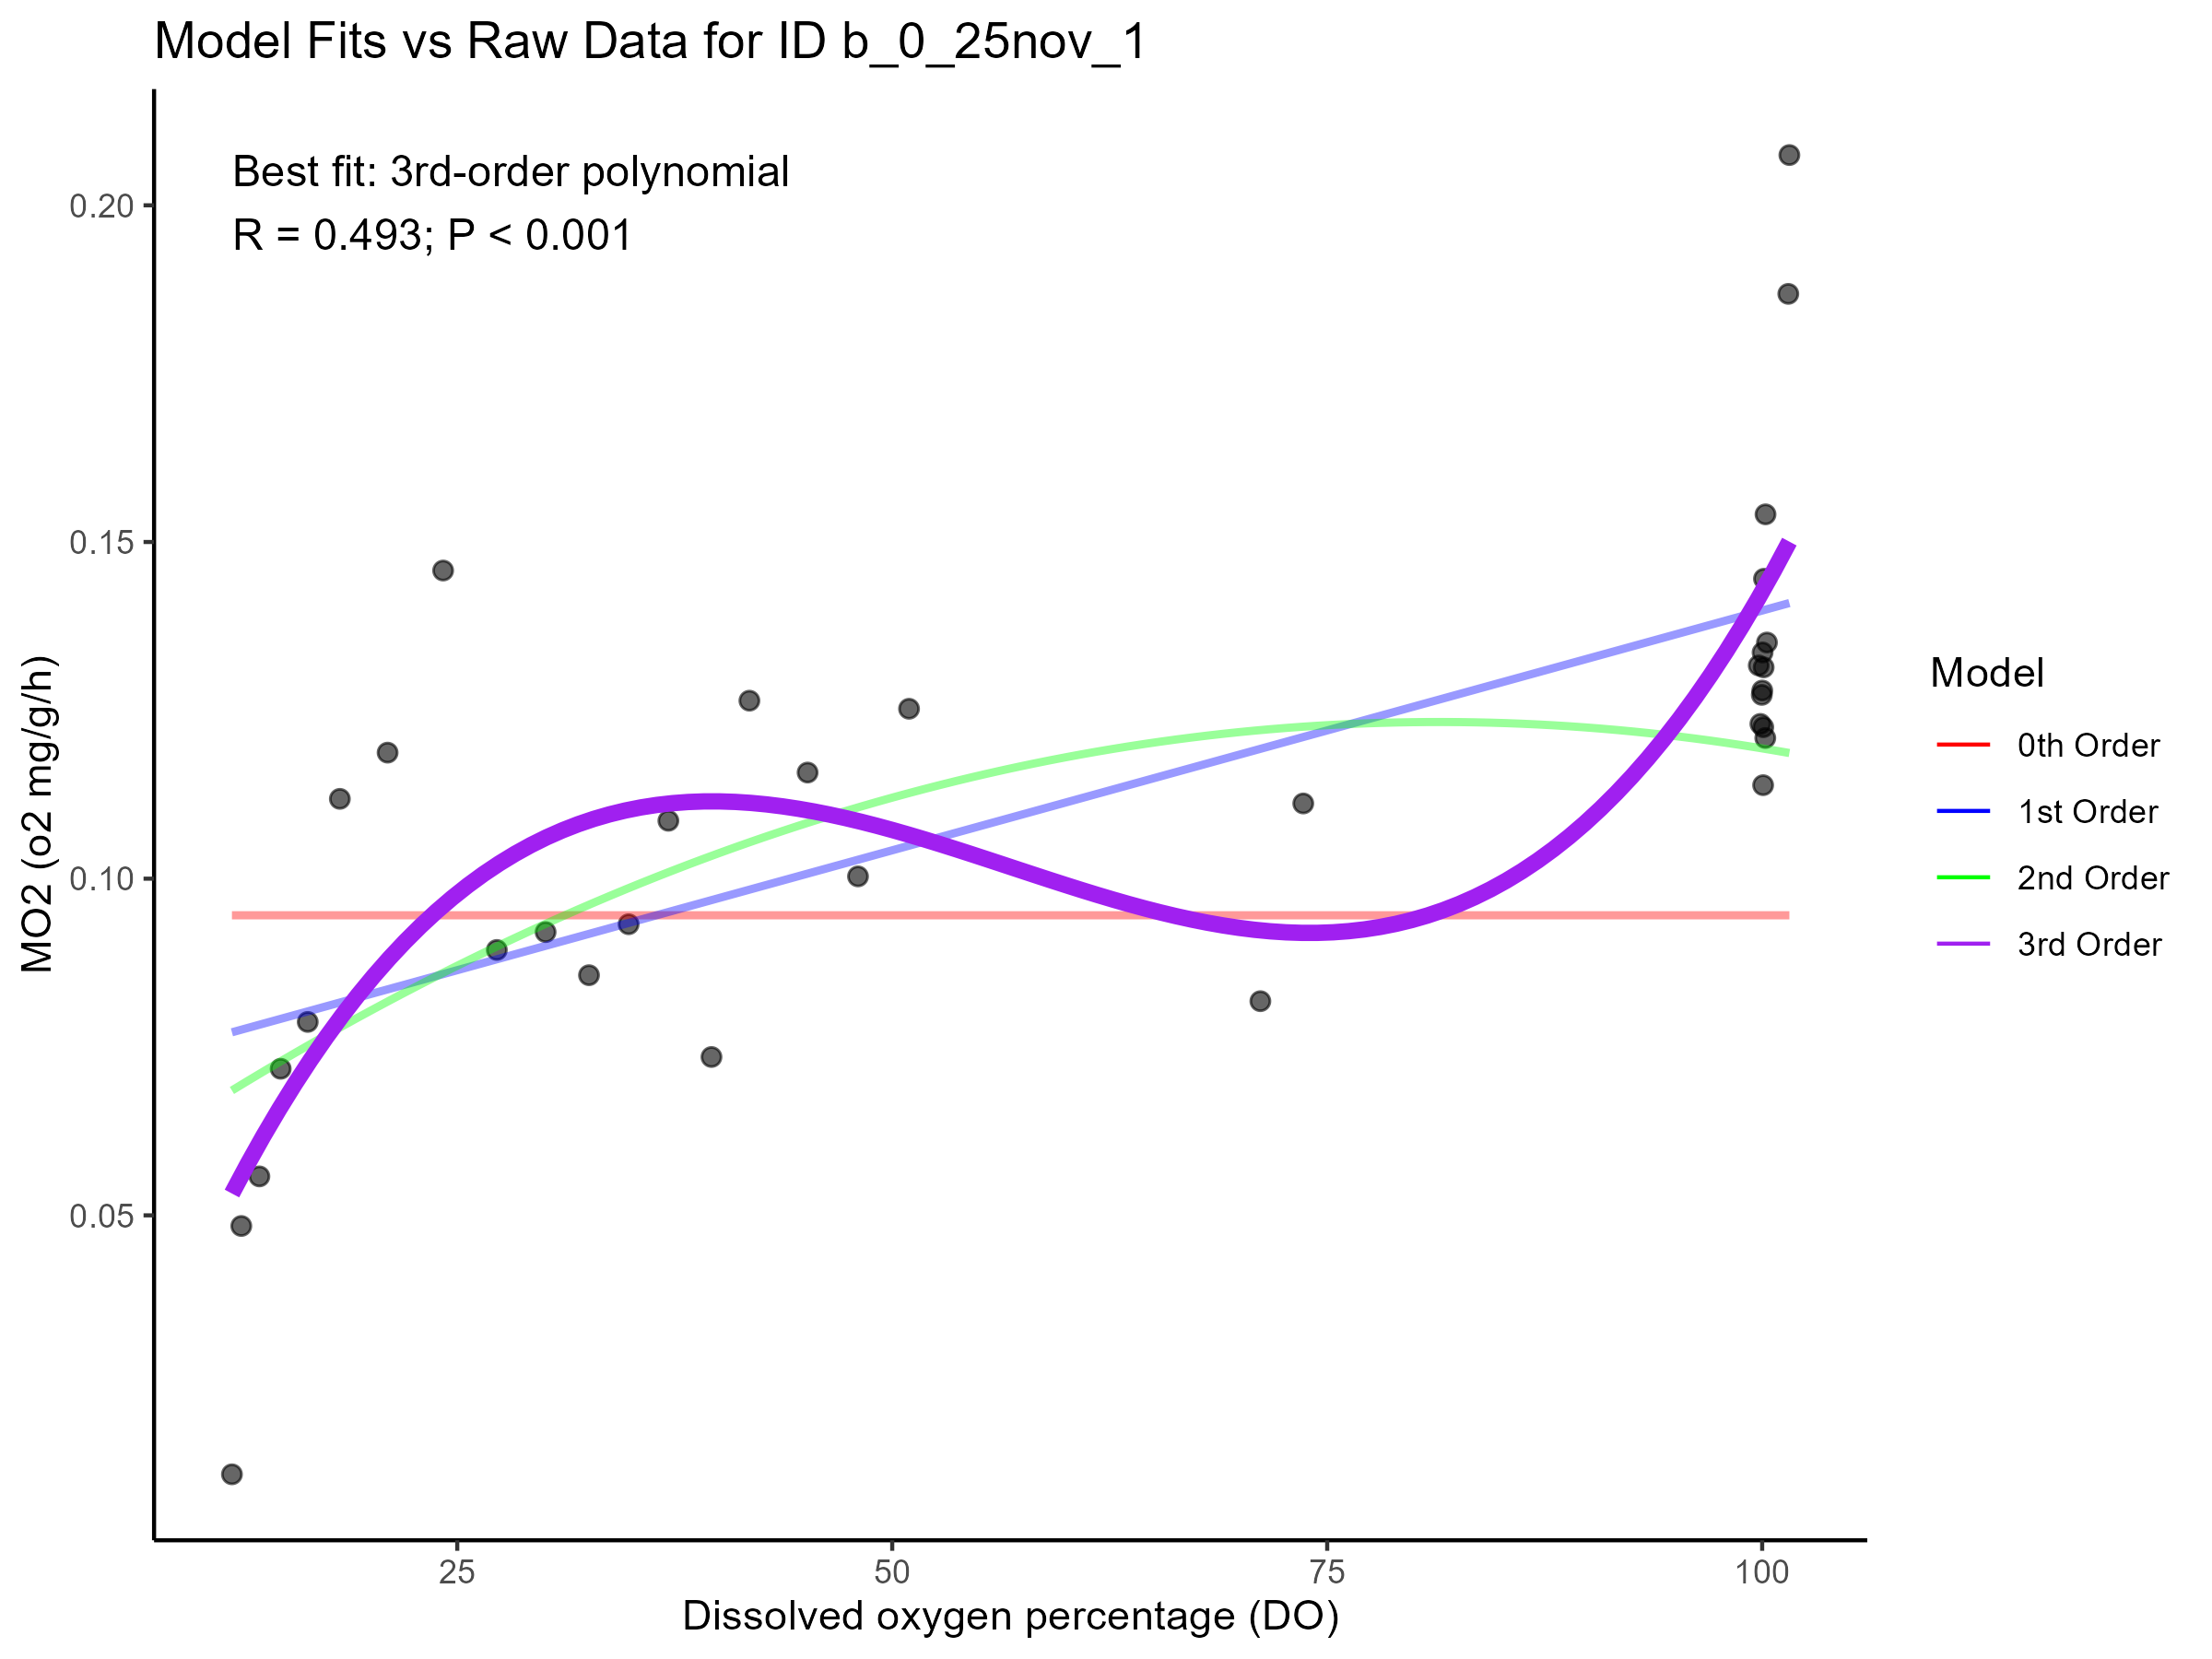 Model Fits vs Raw Data for ID b_0_25nov_1
Best fit: 3rd-order polynomial
R = 0.493; P < 0.001
MO2 (o2 mg/g/h)
0.20
0.15
0.10
0.05
25
50
75
100
Dissolved oxygen percentage (DO)
Model
0th Order
1st Order
2nd Order
3rd Order